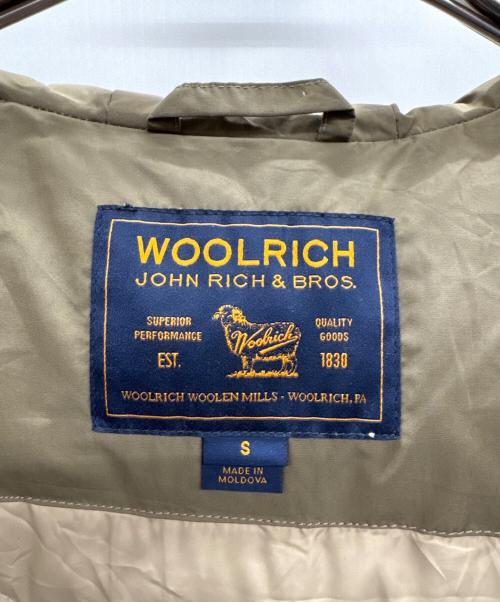 WOOLRICH
JOHN RICH & BROS.
SUPERIOR
PERFORMANCE
EST.
Woolrich
QUALITY
GOODS
1830
WOOLRICH WOOLEN MILLS - WOOLRICH, PA
S
MADE IN
MOLDOVA